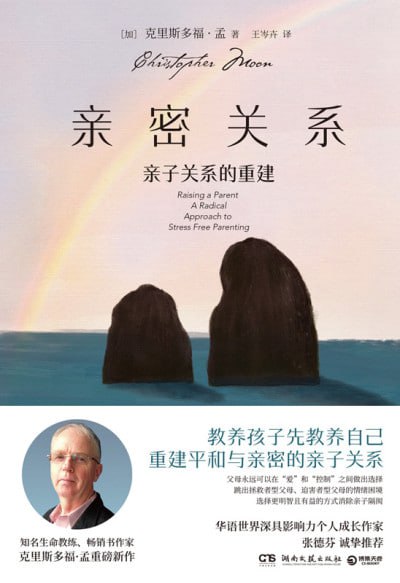 [加] 克里斯多福·孟 著　王岑卉 译
Christopher Moon
亲密关系
亲子关系的重建
Raising a Parent
A Radical
Approach to
Stress Free Parenting
教养孩子先教养自己
重建平和与亲密的亲子关系
父母永远可以在“爱”和“控制”之间做出选择
跳出拯救者型父母、迫害者型父母的情绪困境
选择更明智且有益的方式消除亲子隔阂
知名生命教练、畅销书作家
克里斯多福·孟重磅新作
华语世界深具影响力个人成长作家
张德芬 诚挚推荐
湖南文艺出版社
博集天卷
CS-BOOKY